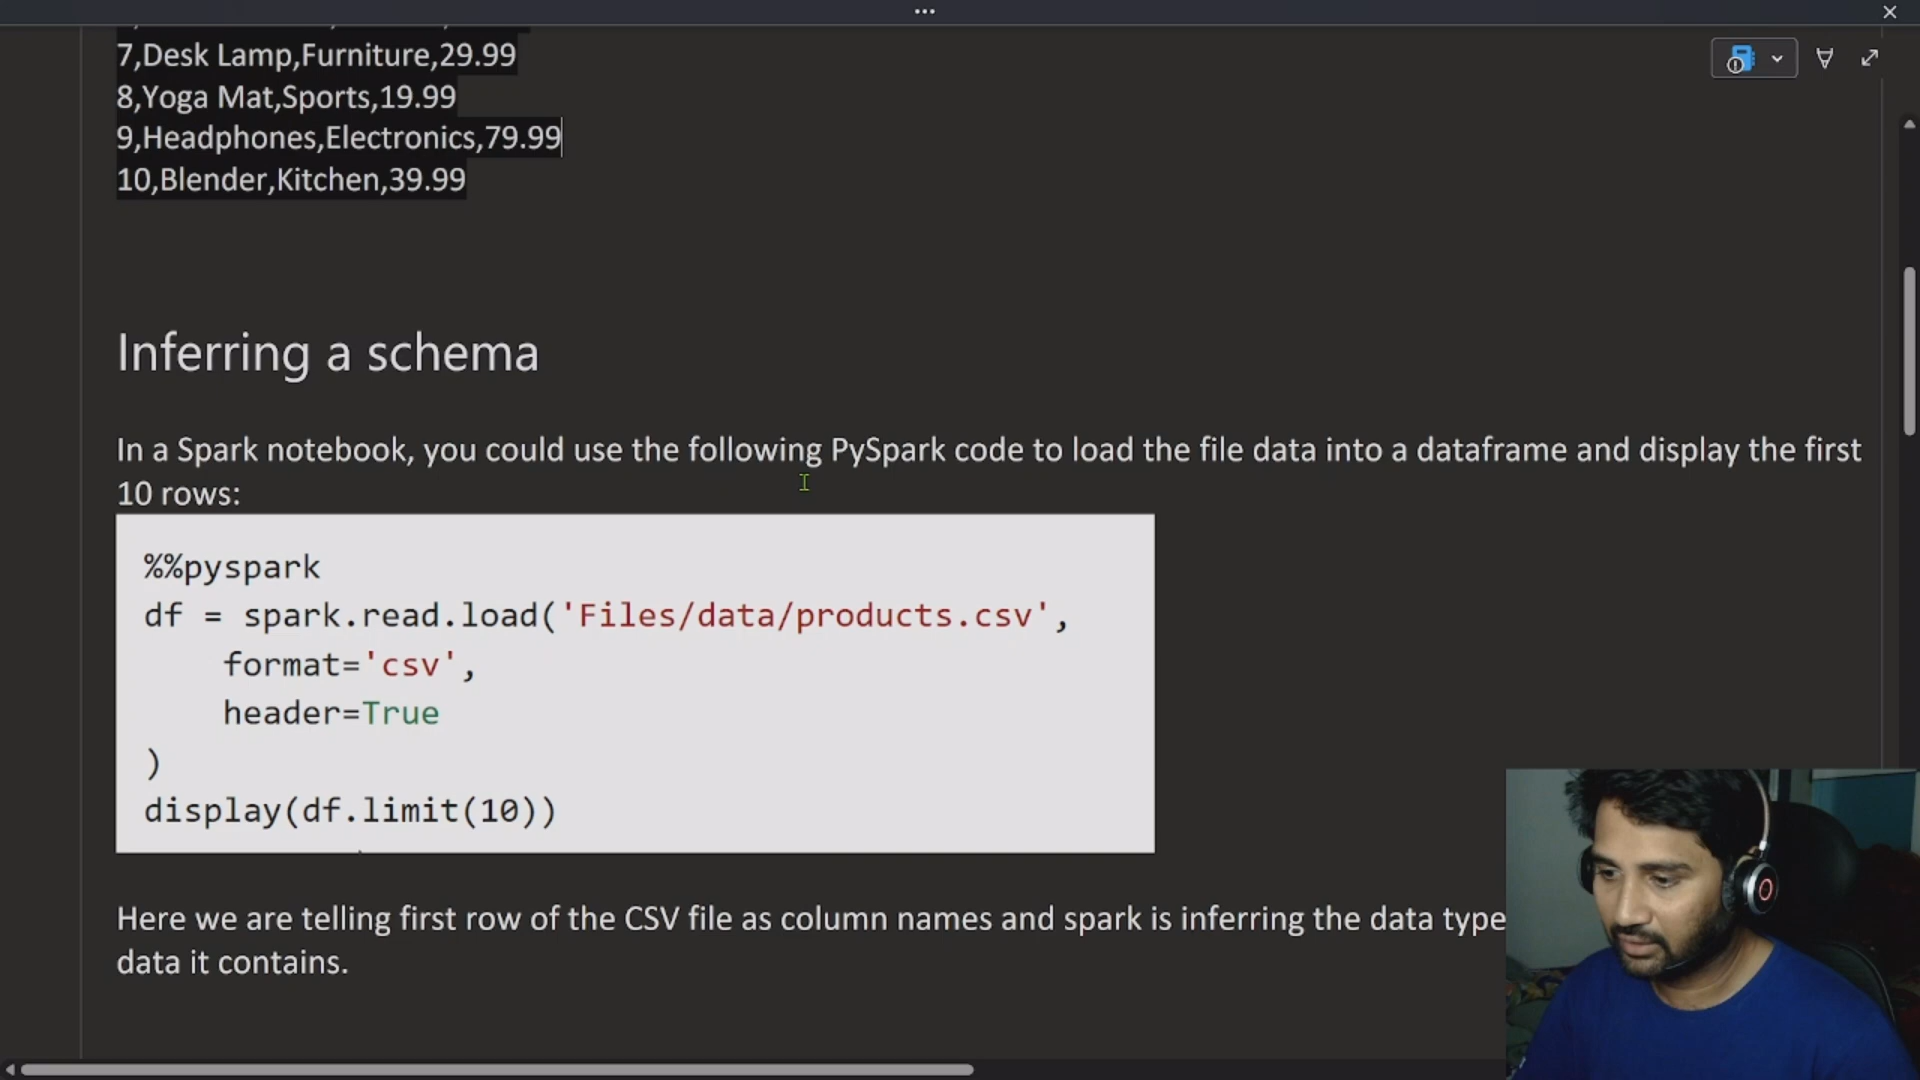 7,Desk Lamp,Furniture,29.99
8,Yoga Mat,Sports,19.99
9,Headphones,Electronics,79.99
10,Blender,Kitchen,39.99
Inferring a schema
In a Spark notebook, you could use the following PySpark code to load the file data into a dataframe and display the first
10 rows:
%%pyspark
df = spark.read.load('Files/data/products.csv',
    format='csv',
    header=True
)
display(df.limit(10))
Here we are telling first row of the CSV file as column names and spark is inferring the data type
data it contains.